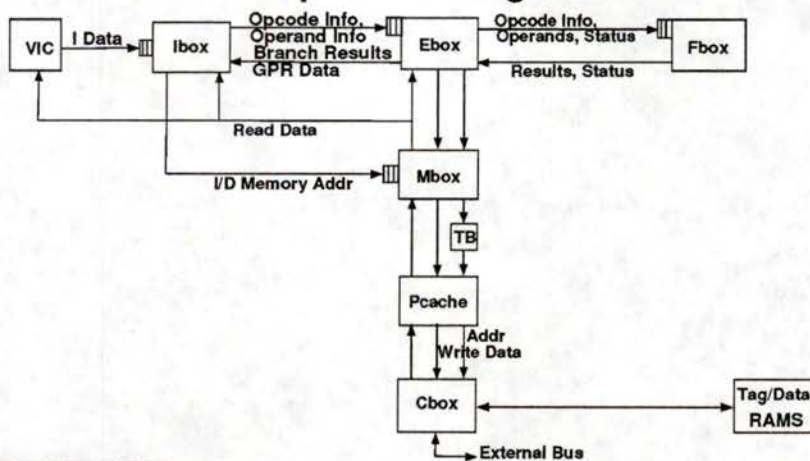 VIC
I Data
Ibox
Opcode Info,
Operand Info
Branch Results
GPR Data
Ebox
Opcode Info,
Operands, Status
Results, Status
Fbox
Read Data
I/D Memory Addr
Mbox
TB
Pcache
Addr
Write Data
Cbox
Tag/Data
RAMS
External Bus